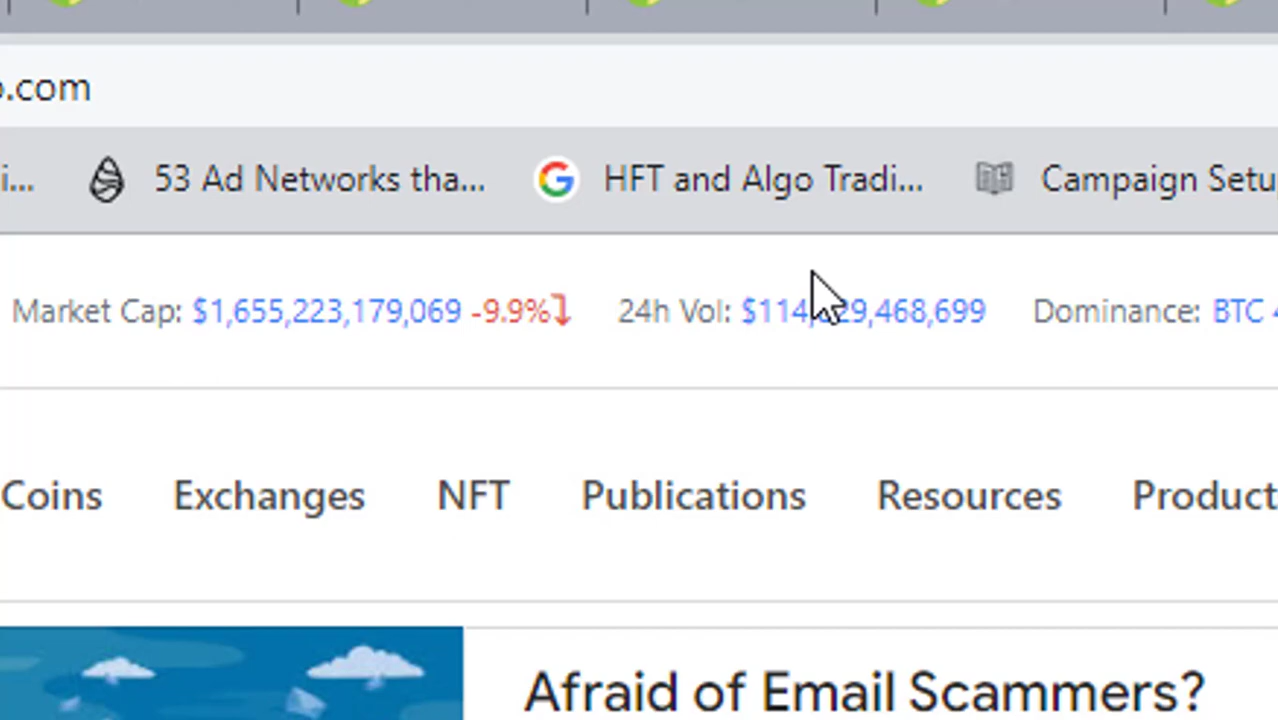 .com
i... 53 Ad Networks tha... HFT and Algo Tradi... Campaign Setu
Market Cap: $1,655,223,179,069 -9.9% 24h Vol: Dominance: BTC
Coins Exchanges NFT Publications Resources Product
Afraid of Email Scammers?